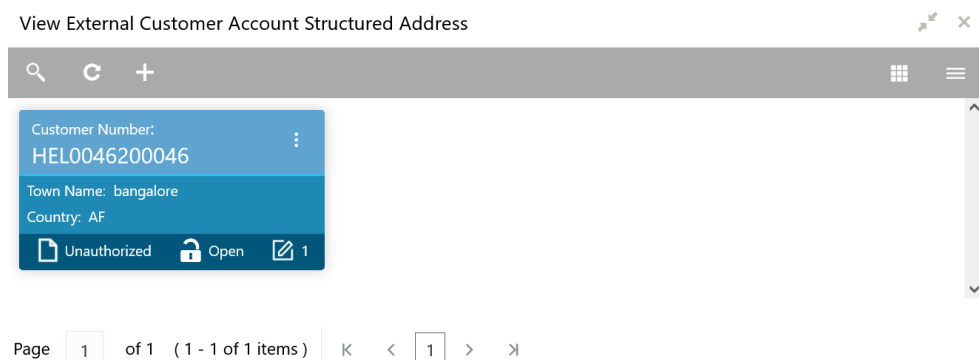 View External Customer Account Structured Address
Customer Number:
HEL0046200046
Town Name: bangalore
Country: AF
Unauthorized Open 1
Page 1 of 1 ( 1 - 1 of 1 items ) 1